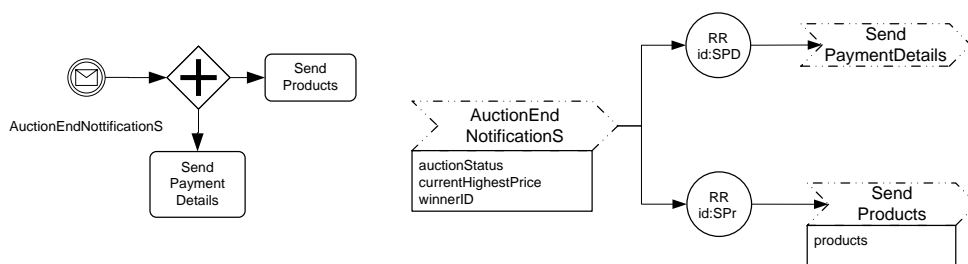 Send
Products
AuctionEndNottificationS
Send
Payment
Details
RR
id:SPD
Send
PaymentDetails
AuctionEnd
NotificationS
auctionStatus
currentHighestPrice
winnerID
RR
id:SPr
Send
Products
products